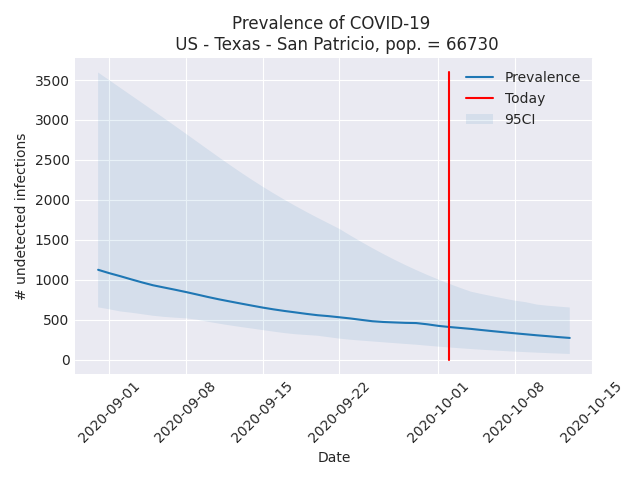 Prevalence of COVID-19
US - Texas - San Patricio, pop. = 66730
# undetected infections
3500
3000
2500
2000
1500
1000
500
0
Prevalence
Today
95CI
2020-09-01
2020-09-08
2020-09-15
2020-09-22
2020-10-01
2020-10-08
2020-10-15
Date